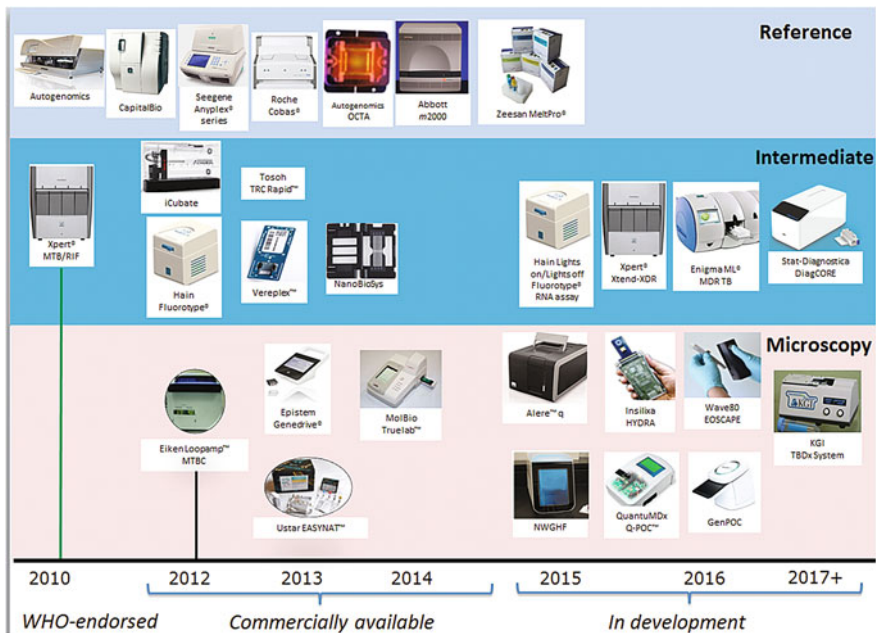 Reference
Autogenomics
CapitalBio
Seegene
Anyplex®
series
Roche
Cobas®
Autogenomics
OCTA
Abbott
m2000
Zeesan MeltPro®
Intermediate
Xpert®
MTB/RIF
iCubate
Tosoh
TRC Rapid™
Hain
Fluorotype®
Vereplex™
NanoBioSys
Hain Lights
on/Lights off
Fluorotype®
RNA assay
Xpert®
Xtend-XDR
Enigma ML®
MDR TB
Stat-Diagnostica
DiagCORE
Microscopy
Eiken Loopamp™
MTBC
Epistem
Genedrive®
MolBio
Truelab™
Ustar EASYNAT™
Alere™ q
Insilixa
HYDRA
Wave80
EOSCAPE
KGI
KGI
TBDx System
NWGHF
QuantuMDx
Q-POC™
GenPOC
2010
2012
2013
2014
2015
2016
2017+
WHO-endorsed
Commercially available
In development